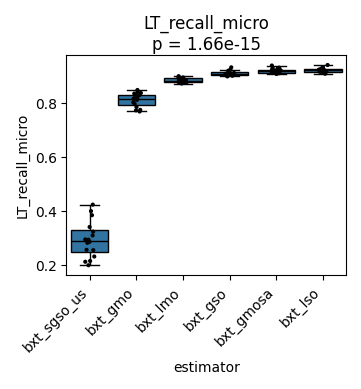 LT_recall_micro
p = 1.66e-15
LT_recall_micro
0.8
0.6
0.4
0.2
bxt_sgso_us
bxt_gmo
bxt_lmo
bxt_gso
bxt_gmosa
bxt_lso
estimator